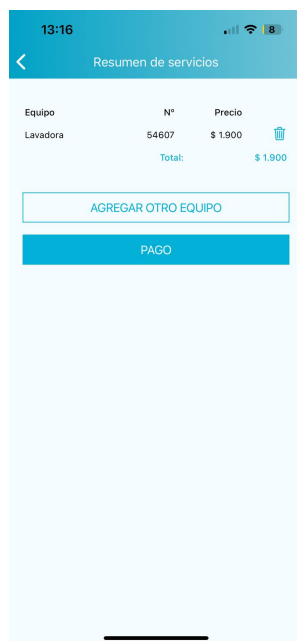 13:16
8
Resumen de servicios
Equipo Nº Precio
Lavadora 54607 $ 1.900
Total: $ 1.900
AGREGAR OTRO EQUIPO
PAGO